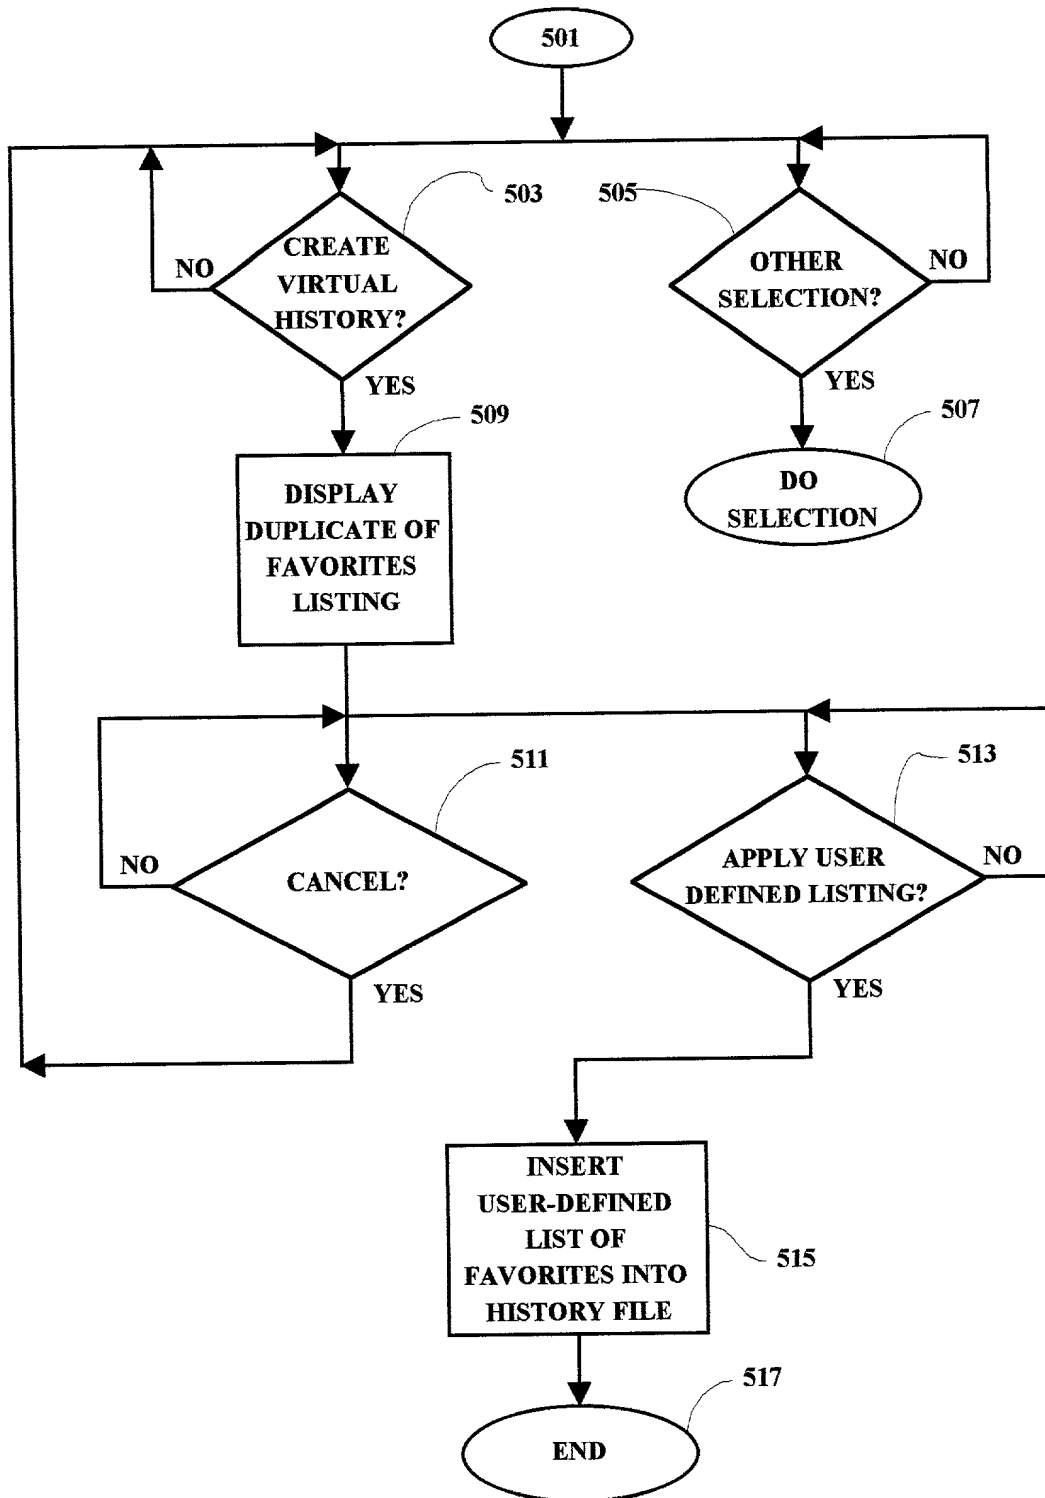 501
503
505
CREATE
VIRTUAL
HISTORY?
NO
OTHER
SELECTION?
NO
YES
YES
509
507
DISPLAY
DUPLICATE OF
FAVORITES
LISTING
DO
SELECTION
511
513
NO
CANCEL?
APPLY USER
DEFINED LISTING?
NO
YES
YES
INSERT
USER-DEFINED
LIST OF
FAVORITES INTO
HISTORY FILE
515
517
END